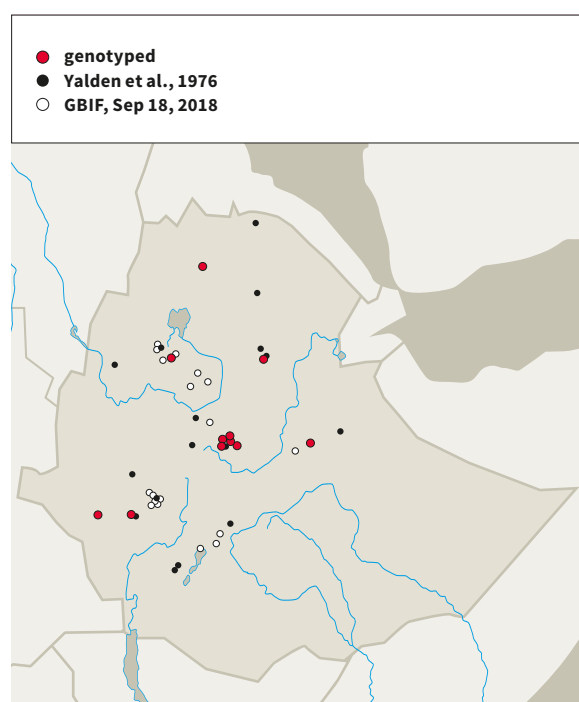 genotyped
Yalden et al., 1976
GBIF, Sep 18, 2018